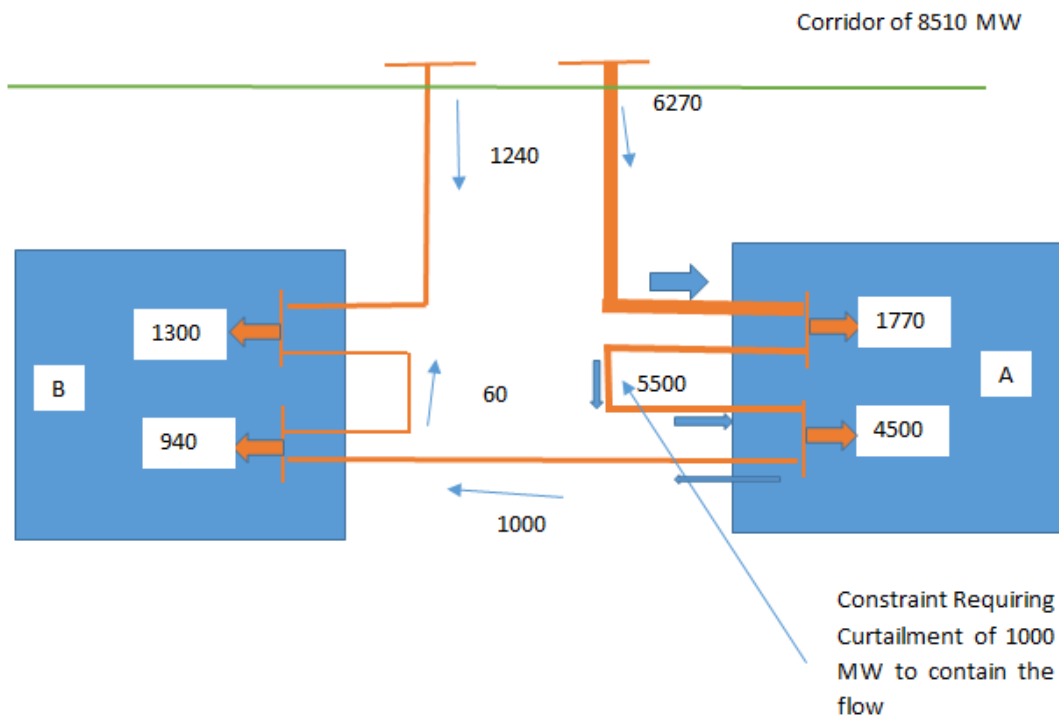 Corridor of 8510 MW
6270
1240
1300
1770
B
60
5500
A
940
4500
1000
Constraint Requiring
Curtailment of 1000
MW to contain the
flow